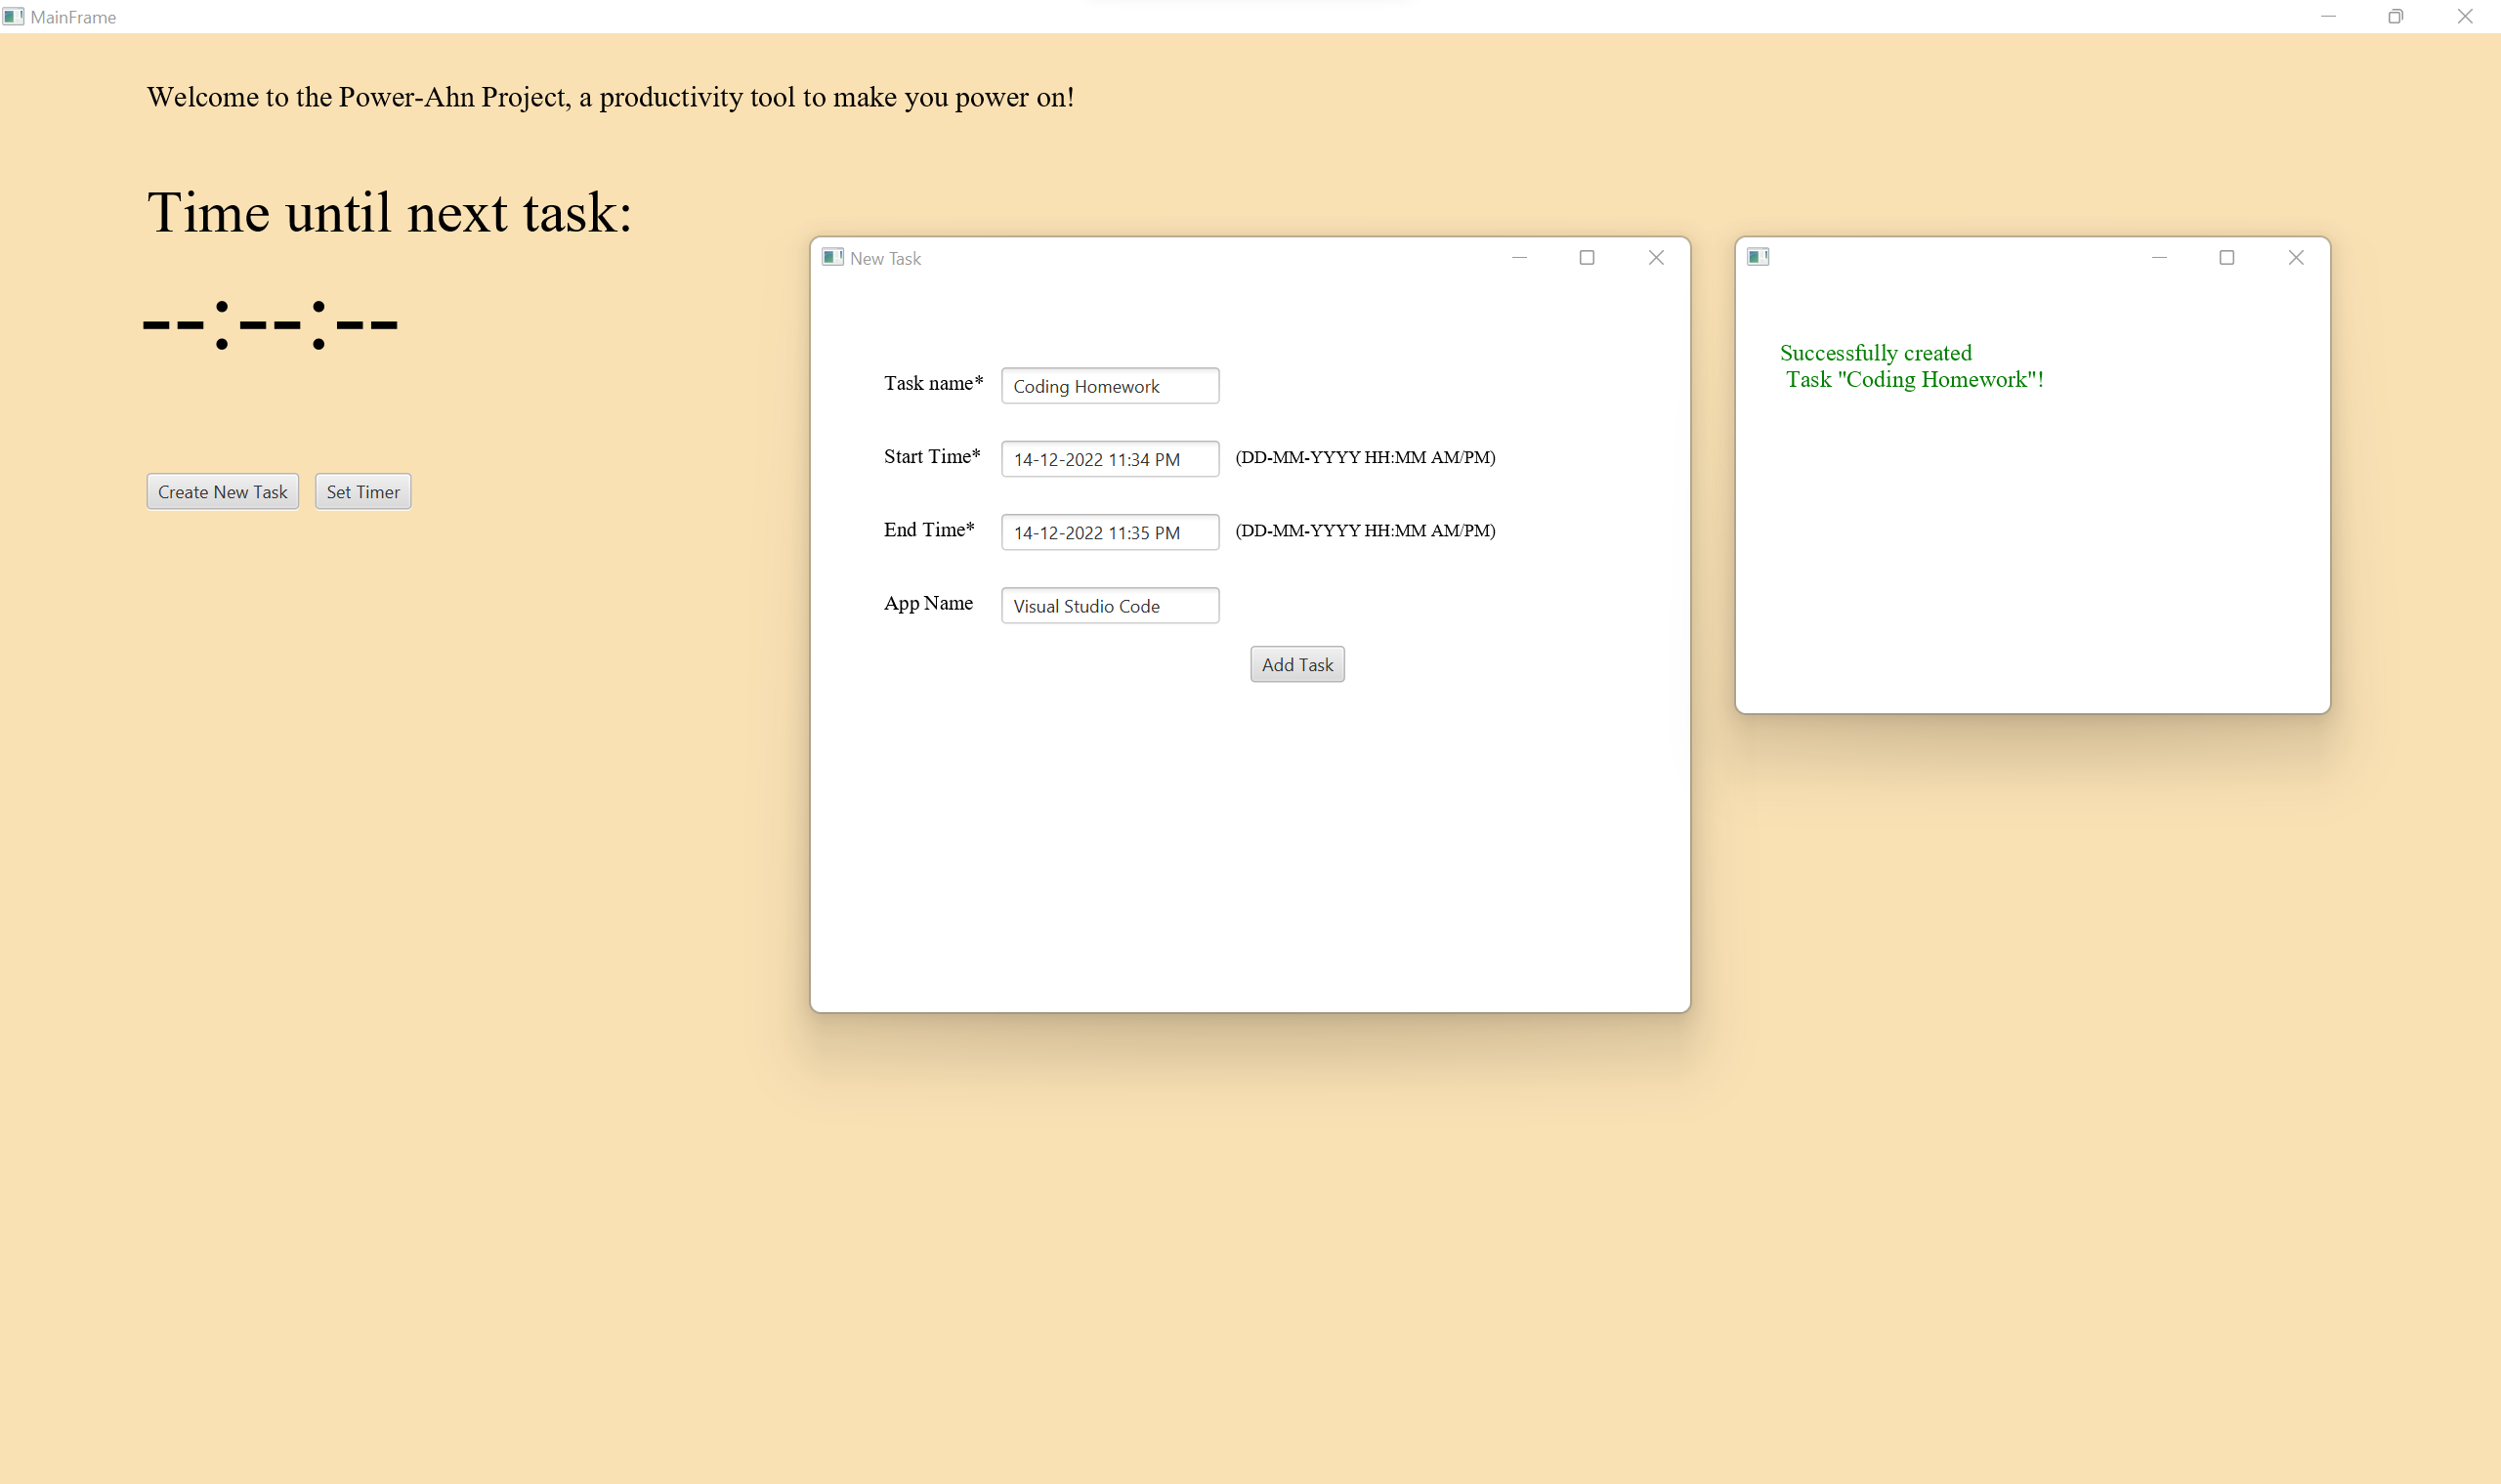 MainFrame
Welcome to the Power-Ahn Project, a productivity tool to make you power on!
Time until next task:
--:--:--
Create New Task
Set Timer
New Task
Task name* Coding Homework
Start Time* 14-12-2022 11:34 PM (DD-MM-YYYY HH:MM AM/PM)
End Time* 14-12-2022 11:35 PM (DD-MM-YYYY HH:MM AM/PM)
App Name Visual Studio Code
Add Task
Successfully created
Task "Coding Homework"!